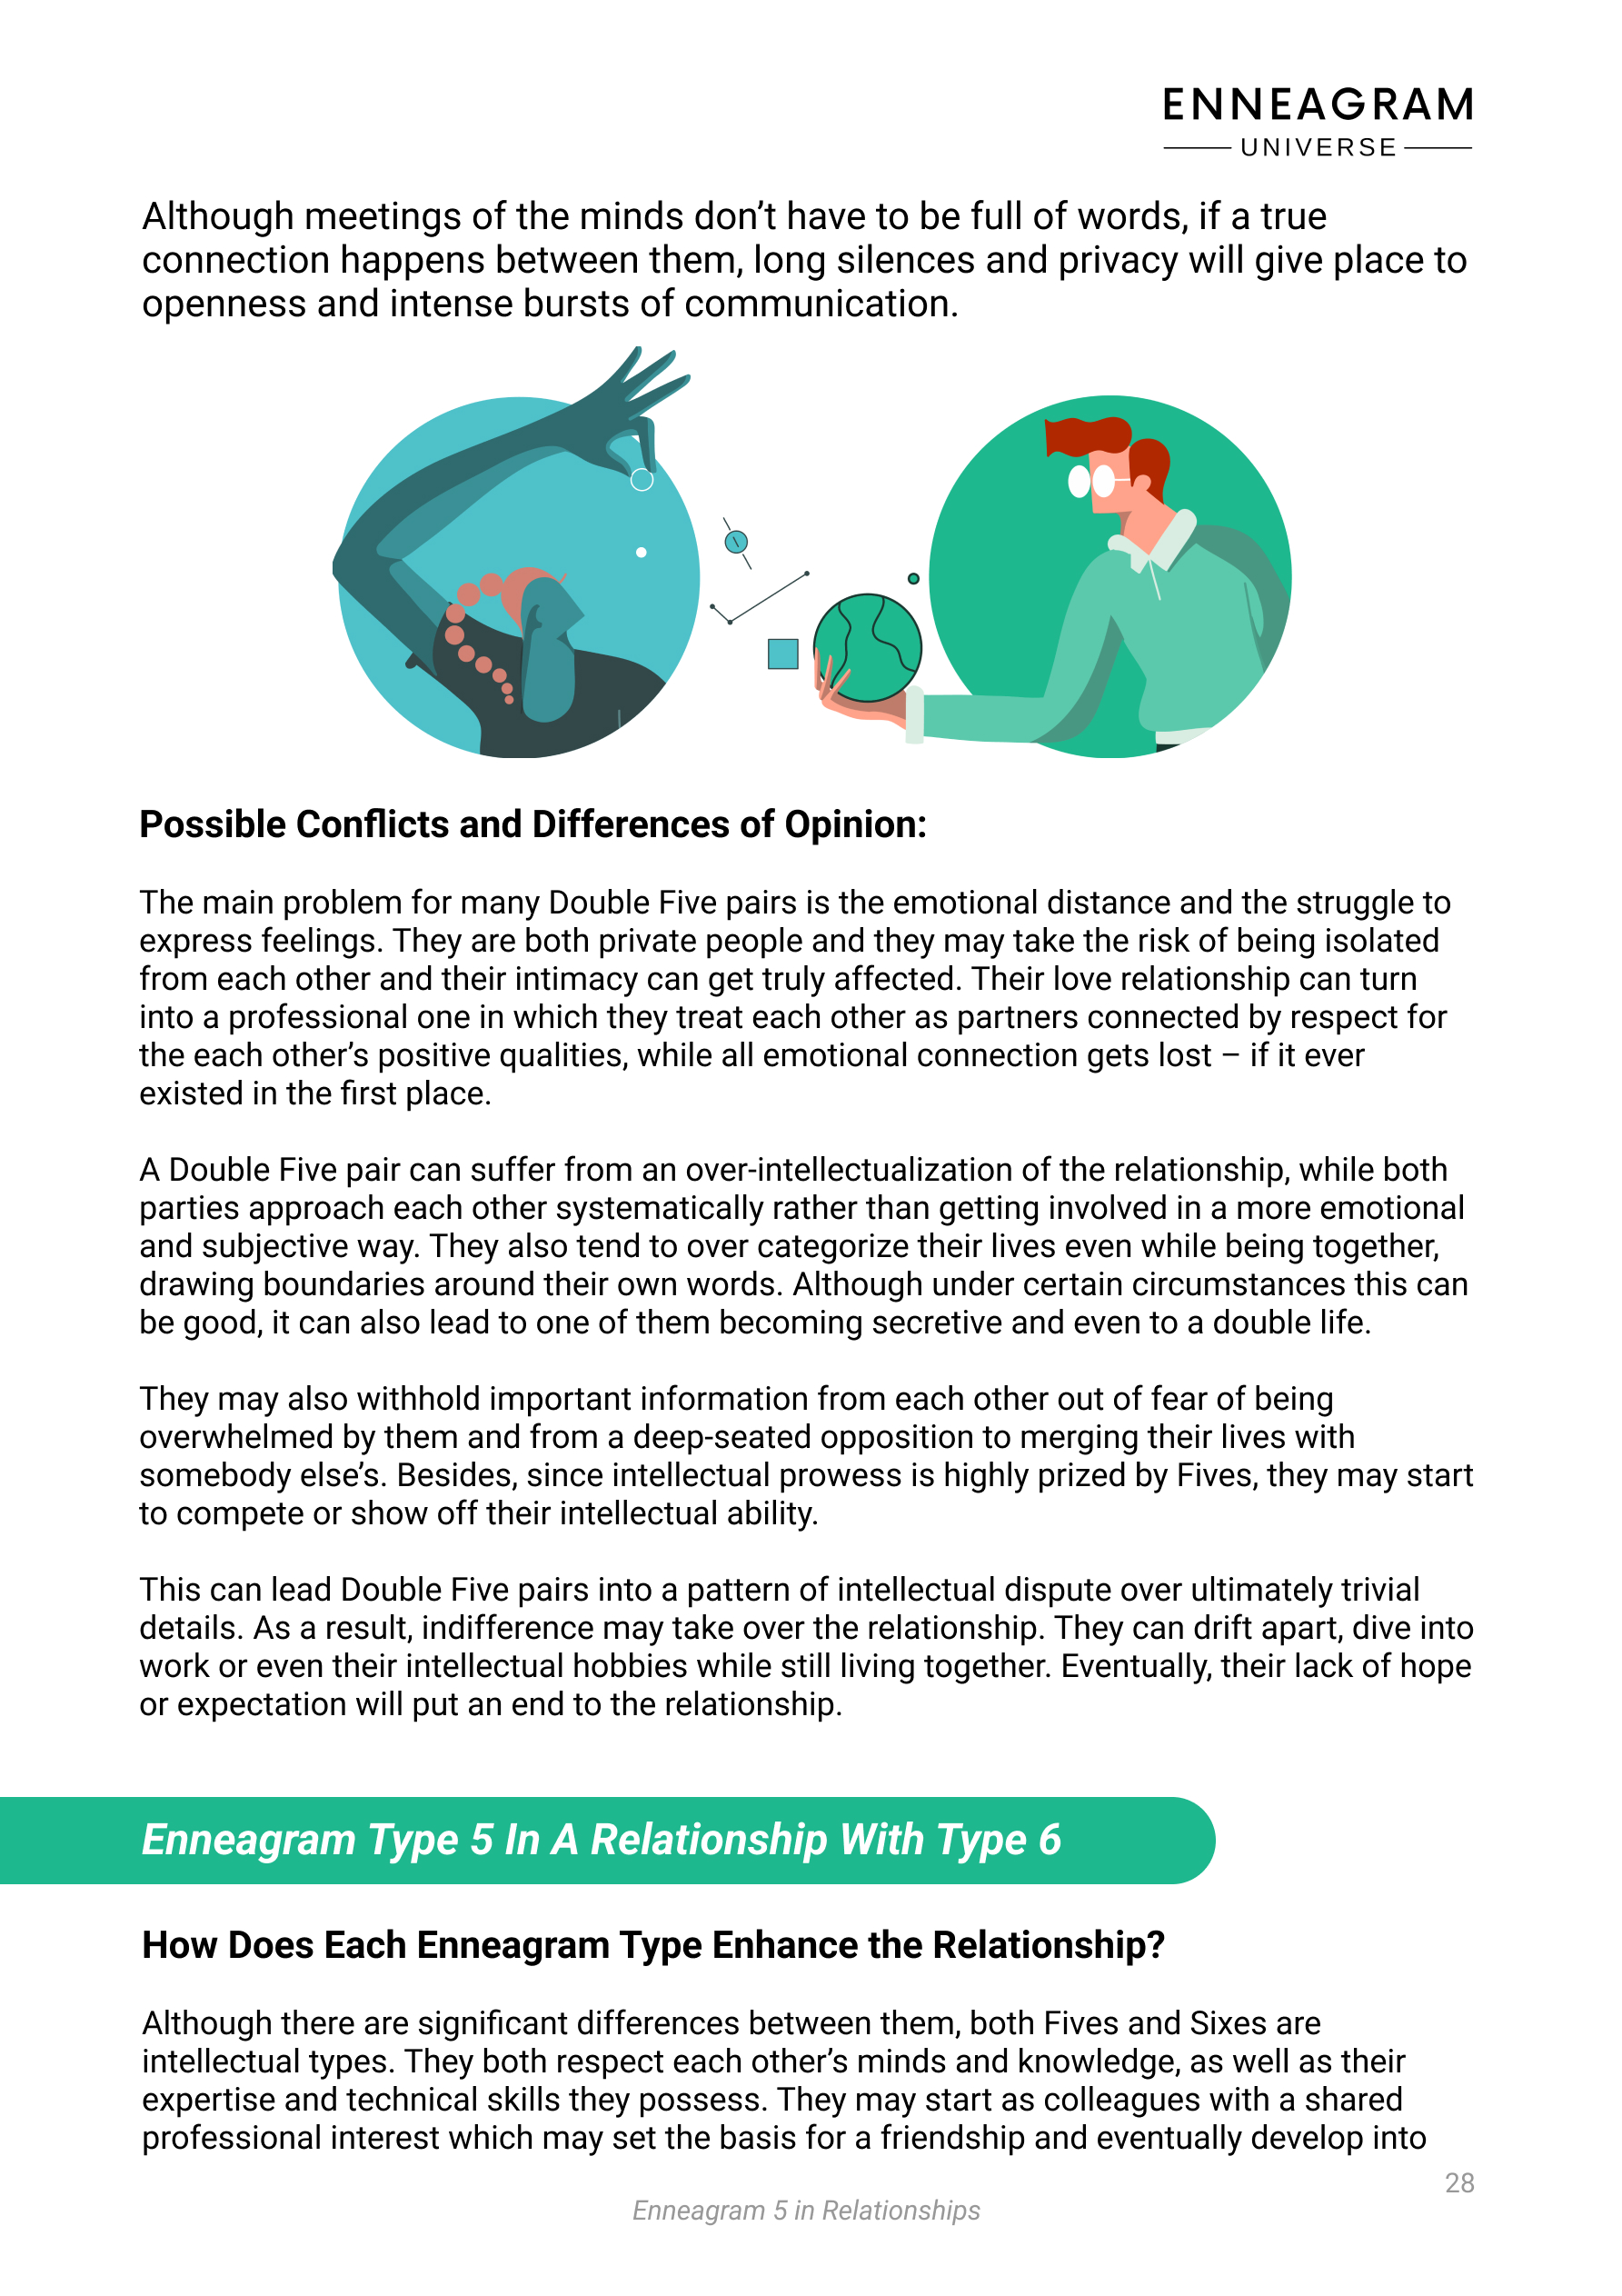 ENNEAGRAM
UNIVERSE
Although meetings of the minds don’t have to be full of words, if a true
connection happens between them, long silences and privacy will give place to
openness and intense bursts of communication.
Possible Conflicts and Differences of Opinion:
The main problem for many Double Five pairs is the emotional distance and the struggle to
express feelings. They are both private people and they may take the risk of being isolated
from each other and their intimacy can get truly affected. Their love relationship can turn
into a professional one in which they treat each other as partners connected by respect for
the each other’s positive qualities, while all emotional connection gets lost – if it ever
existed in the first place.
A Double Five pair can suffer from an over-intellectualization of the relationship, while both
parties approach each other systematically rather than getting involved in a more emotional
and subjective way. They also tend to over categorize their lives even while being together,
drawing boundaries around their own words. Although under certain circumstances this can
be good, it can also lead to one of them becoming secretive and even to a double life.
They may also withhold important information from each other out of fear of being
overwhelmed by them and from a deep-seated opposition to merging their lives with
somebody else’s. Besides, since intellectual prowess is highly prized by Fives, they may start
to compete or show off their intellectual ability.
This can lead Double Five pairs into a pattern of intellectual dispute over ultimately trivial
details. As a result, indifference may take over the relationship. They can drift apart, dive into
work or even their intellectual hobbies while still living together. Eventually, their lack of hope
or expectation will put an end to the relationship.
Enneagram Type 5 In A Relationship With Type 6
How Does Each Enneagram Type Enhance the Relationship?
Although there are significant differences between them, both Fives and Sixes are
intellectual types. They both respect each other’s minds and knowledge, as well as their
expertise and technical skills they possess. They may start as colleagues with a shared
professional interest which may set the basis for a friendship and eventually develop into
28
Enneagram 5 in Relationships